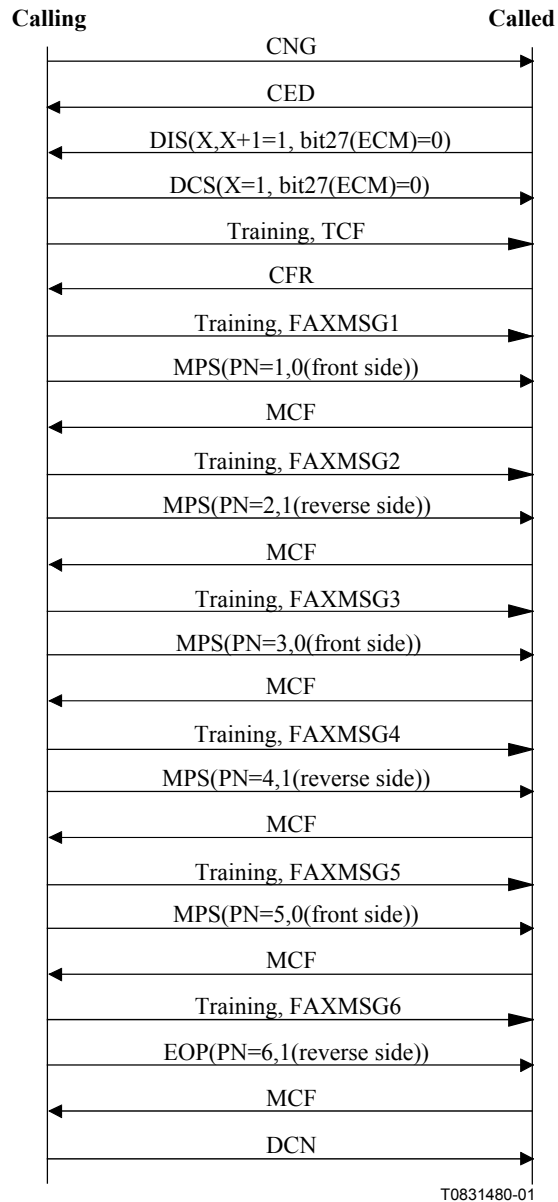 Calling Called
CNG
CED
DIS(X,X+1=1, bit27(ECM)=0)
DCS(X=1, bit27(ECM)=0)
Training, TCF
CFR
Training, FAXMSG1
MPS(PN=1,0(front side))
MCF
Training, FAXMSG2
MPS(PN=2,1(reverse side))
MCF
Training, FAXMSG3
MPS(PN=3,0(front side))
MCF
Training, FAXMSG4
MPS(PN=4,1(reverse side))
MCF
Training, FAXMSG5
MPS(PN=5,0(front side))
MCF
Training, FAXMSG6
EOP(PN=6,1(reverse side))
MCF
DCN
T0831480-01